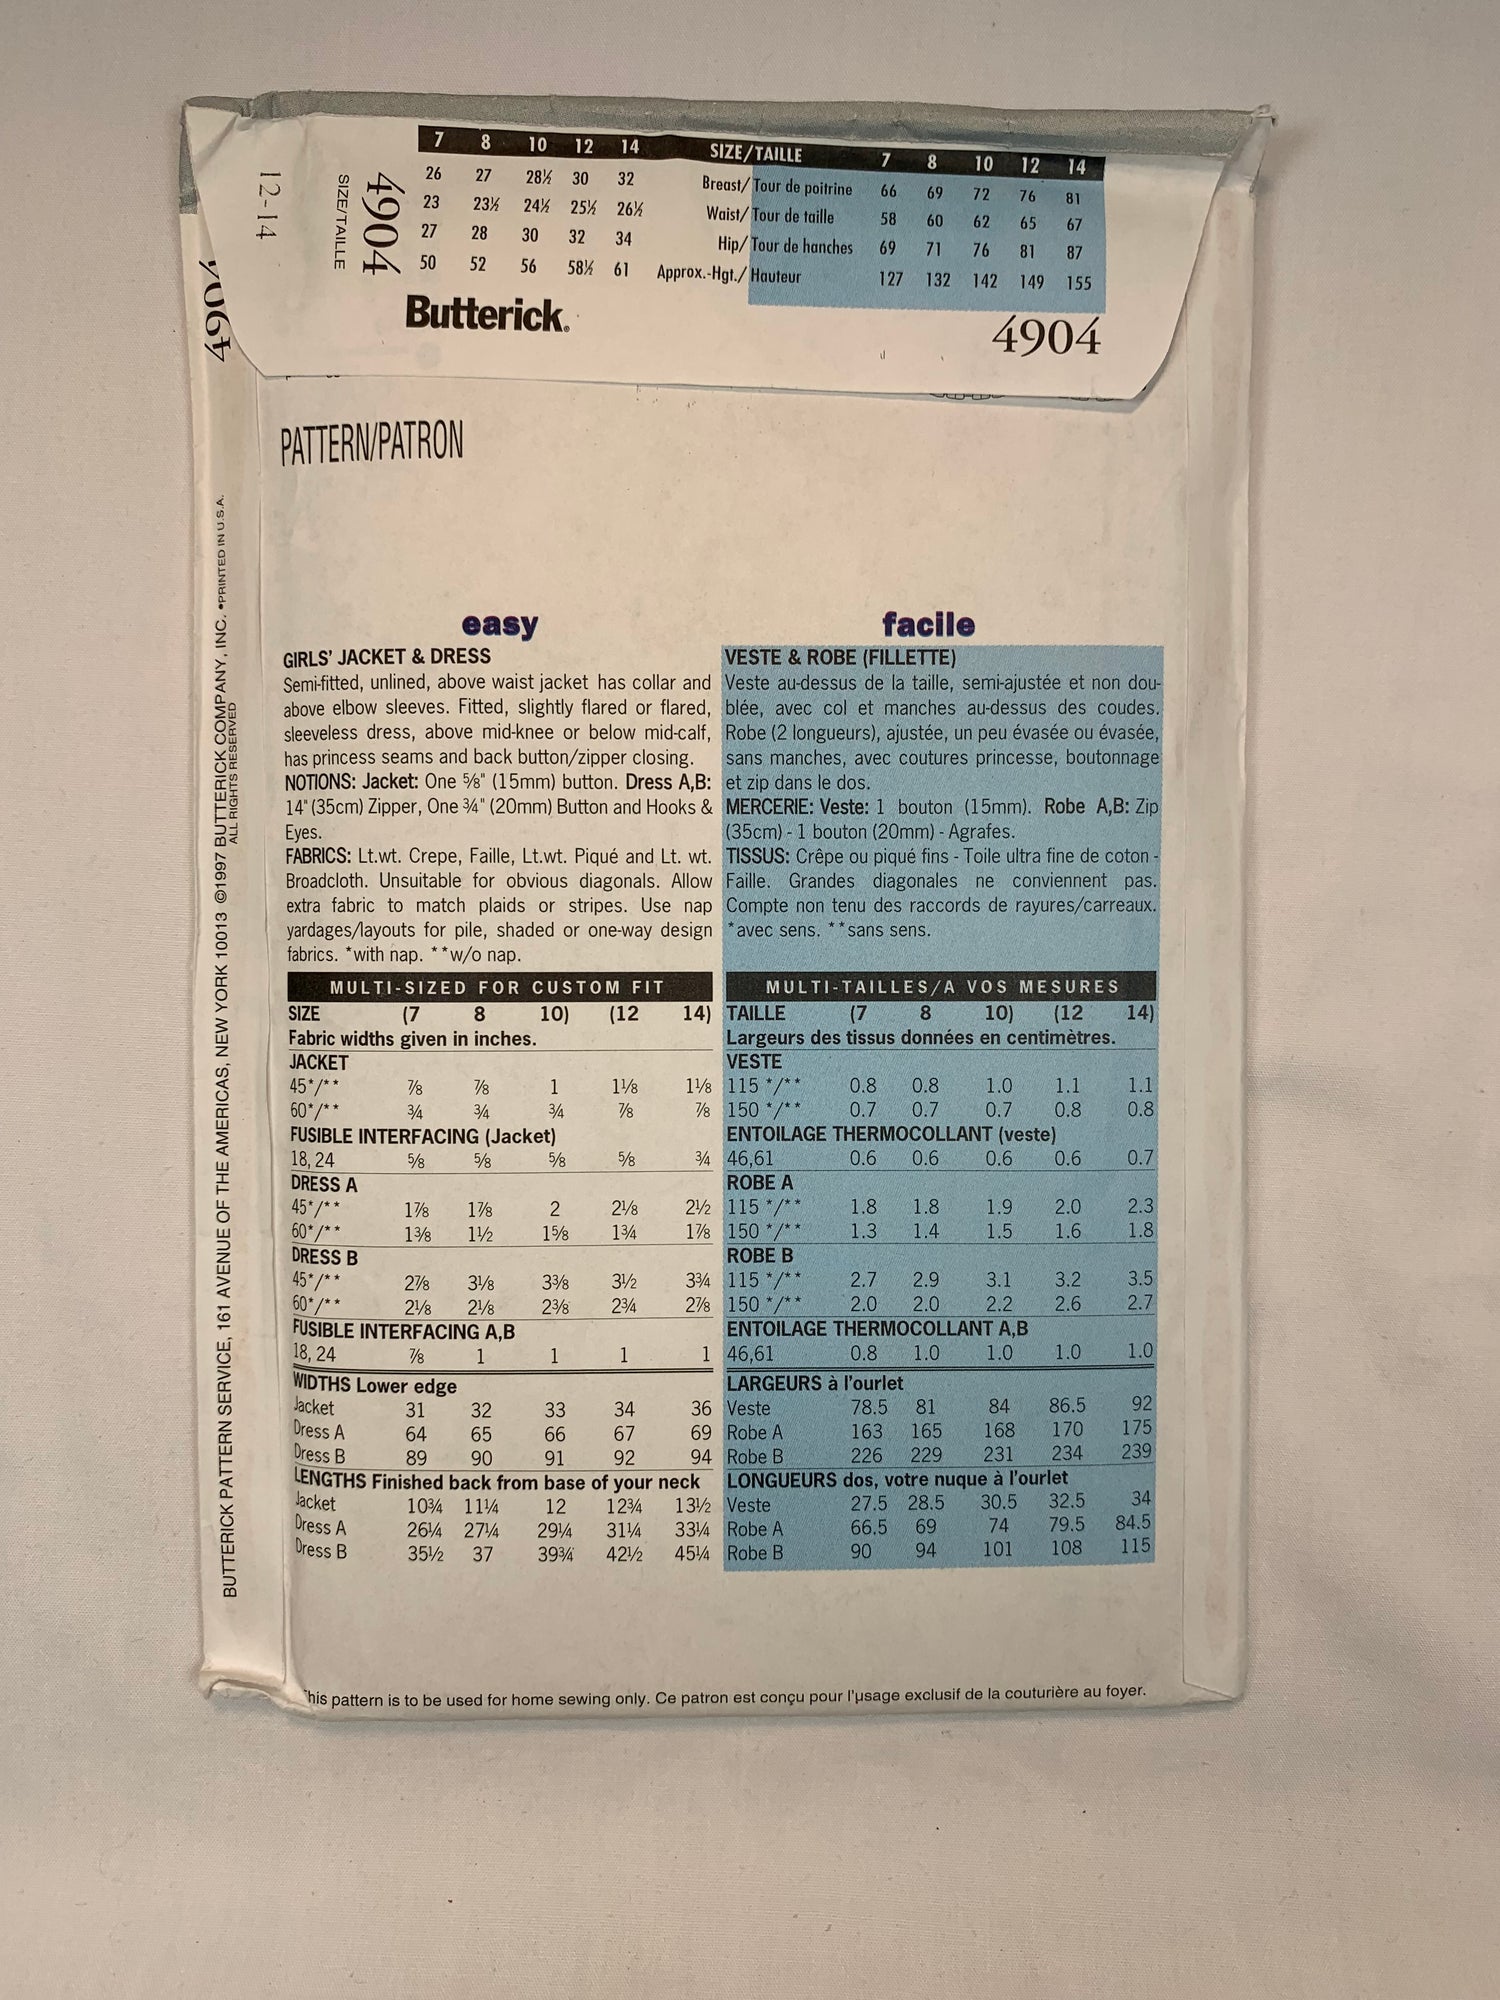 7 8 10 12 14 SIZE/TAILLE 7 8 10 12 14
26 27 28½ 30 32 Breast/Tour de poitrine 66 69 72 76 81
23 23½ 24½ 25½ 26½ Waist/Tour de taille 58 60 62 65 67
27 28 30 32 34 Hip/Tour de hanches 69 71 76 81 87
50 52 56 58½ 61 Approx.-Hgt./Hauteur 127 132 142 149 155
Butterick®
4904
4904
SIZE/TAILLE
12-14
4904
PATTERN/PATRON
easy
GIRLS' JACKET & DRESS
Semi-fitted, unlined, above waist jacket has collar and
above elbow sleeves. Fitted, slightly flared or flared,
sleeveless dress, above mid-knee or below mid-calf,
has princess seams and back button/zipper closing.
NOTIONS: Jacket: One ⅝" (15mm) button. Dress A,B:
14" (35cm) Zipper, One ¾" (20mm) Button and Hooks &
Eyes.
FABRICS: Lt.wt. Crepe, Faille, Lt.wt. Piqué and Lt. wt.
Broadcloth. Unsuitable for obvious diagonals. Allow
extra fabric to match plaids or stripes. Use nap
yardages/layouts for pile, shaded or one-way design
fabrics. *with nap. **w/o nap.
MULTI-SIZED FOR CUSTOM FIT
SIZE (7 8 10) (12 14)
Fabric widths given in inches.
JACKET
45*/** ⅞ ⅞ 1 1⅛ 1⅛
60*/** ¾ ¾ ¾ ⅞ ⅞
FUSIBLE INTERFACING (Jacket)
18, 24 ⅝ ⅝ ⅝ ⅝ ¾
DRESS A
45*/** 1⅞ 1⅞ 2 2⅛ 2½
60*/** 1⅜ 1½ 1⅝ 1¾ 1⅞
DRESS B
45*/** 2⅞ 3⅛ 3⅜ 3½ 3¾
60*/** 2⅛ 2⅛ 2⅜ 2¾ 2⅞
FUSIBLE INTERFACING A,B
18, 24 ⅞ 1 1 1 1
WIDTHS Lower edge
Jacket 31 32 33 34 36
Dress A 64 65 66 67 69
Dress B 89 90 91 92 94
LENGTHS Finished back from base of your neck
Jacket 10¾ 11¼ 12 12¾ 13½
Dress A 26¼ 27¼ 29¼ 31¼ 33¼
Dress B 35½ 37 39¾ 42½ 45¼
facile
VESTE & ROBE (FILLETTE)
Veste au-dessus de la taille, semi-ajustée et non dou-
blée, avec col et manches au-dessus des coudes.
Robe (2 longueurs), ajustée, un peu évasée ou évasée,
sans manches, avec coutures princesse, boutonnage
et zip dans le dos.
MERCERIE: Veste: 1 bouton (15mm). Robe A,B: Zip
(35cm) - 1 bouton (20mm) - Agrafes.
TISSUS: Crêpe ou piqué fins - Toile ultra fine de coton -
Faille. Grandes diagonales ne conviennent pas.
Compte non tenu des raccords de rayures/carreaux.
*avec sens. **sans sens.
MULTI-TAILLES/A VOS MESURES
TAILLE (7 8 10) (12 14)
Largeurs des tissus données en centimètres.
VESTE
115 */** 0.8 0.8 1.0 1.1 1.1
150 */** 0.7 0.7 0.7 0.8 0.8
ENTOILAGE THERMOCOLLANT (veste)
46,61 0.6 0.6 0.6 0.6 0.7
ROBE A
115 */** 1.8 1.8 1.9 2.0 2.3
150 */** 1.3 1.4 1.5 1.6 1.8
ROBE B
115 */** 2.7 2.9 3.1 3.2 3.5
150 */** 2.0 2.0 2.2 2.6 2.7
ENTOILAGE THERMOCOLLANT A,B
46,61 0.8 1.0 1.0 1.0 1.0
LARGEURS à l'ourlet
Veste 78.5 81 84 86.5 92
Robe A 163 165 168 170 175
Robe B 226 229 231 234 239
LONGUEURS dos, votre nuque à l'ourlet
Veste 27.5 28.5 30.5 32.5 34
Robe A 66.5 69 74 79.5 84.5
Robe B 90 94 101 108 115
his pattern is to be used for home sewing only. Ce patron est conçu pour l'usage exclusif de la couturière au foyer.
BUTTERICK PATTERN SERVICE, 161 AVENUE OF THE AMERICAS, NEW YORK 10013 ©1997 BUTTERICK COMPANY, INC. •PRINTED IN U.S.A.
ALL RIGHTS RESERVED